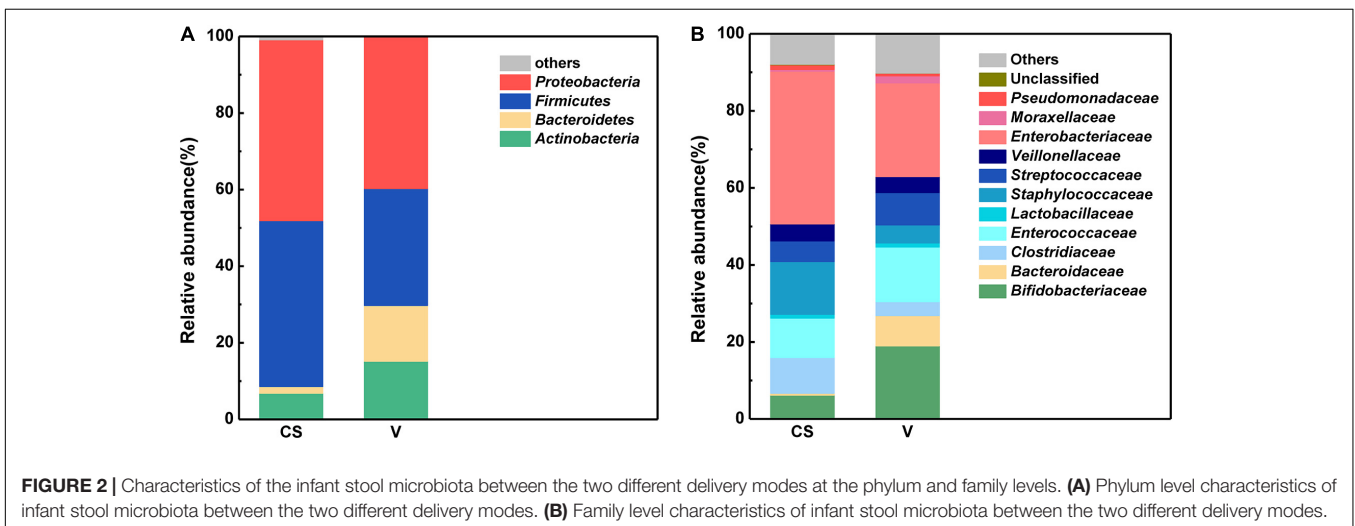 A
100
80
60
40
20
0
Relative abundance(%)
CS
V
others
Proteobacteria
Firmicutes
Bacteroidetes
Actinobacteria
B
100
80
60
40
20
0
Relative abundance(%)
CS
V
Others
Unclassified
Pseudomonadaceae
Moraxellaceae
Enterobacteriaceae
Veillonellaceae
Streptococcaceae
Staphylococcaceae
Lactobacillaceae
Enterococcaceae
Clostridiaceae
Bacteroidaceae
Bifidobacteriaceae
FIGURE 2 | Characteristics of the infant stool microbiota between the two different delivery modes at the phylum and family levels. (A) Phylum level characteristics of
infant stool microbiota between the two different delivery modes. (B) Family level characteristics of infant stool microbiota between the two different delivery modes.